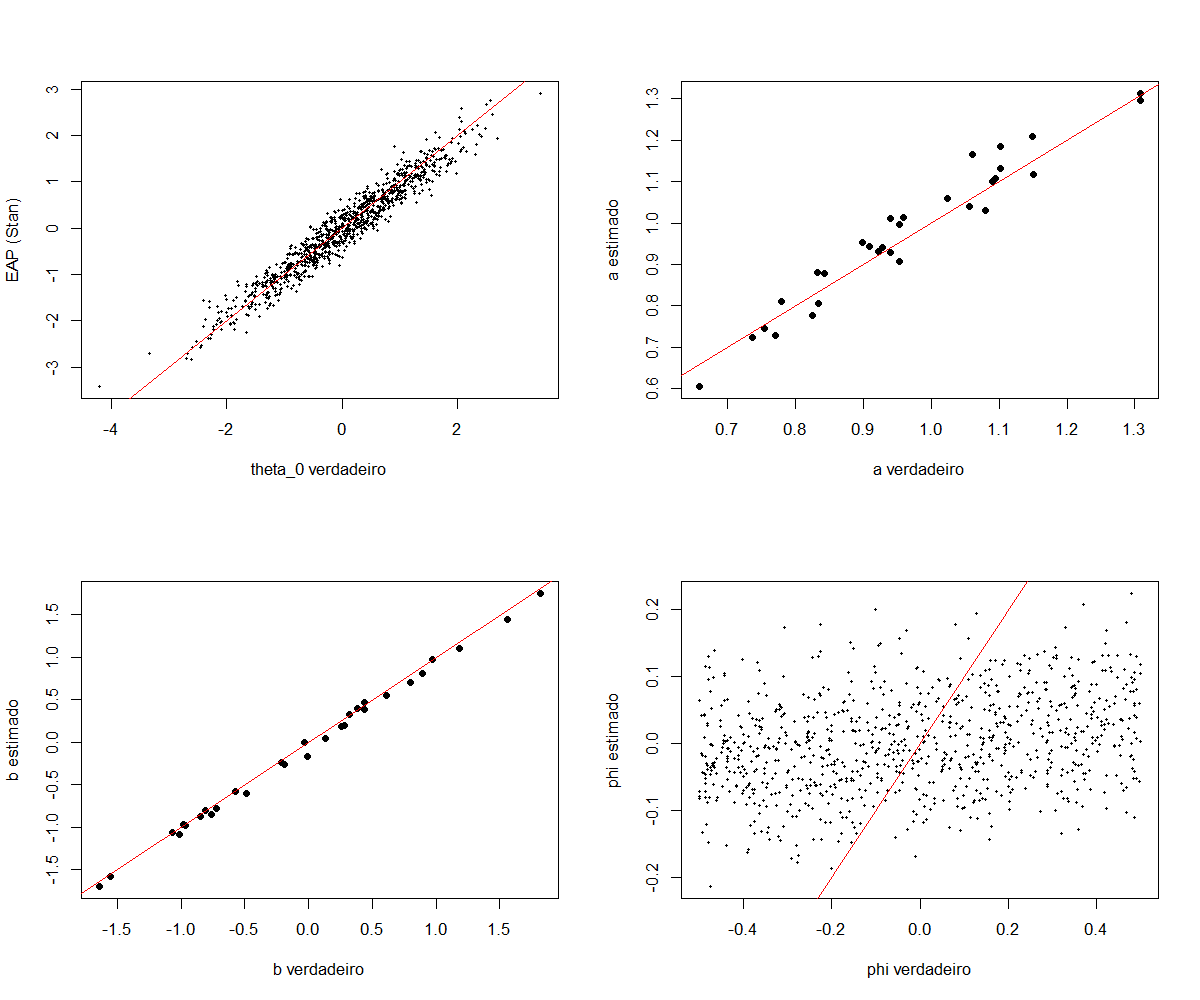 3
2
1
0
-1
-2
-3
EAP (Stan)
-4 -2 0 2
theta_0 verdadeiro
1.3
1.2
1.1
1.0
0.9
0.8
0.7
0.6
a estimado
0.7 0.8 0.9 1.0 1.1 1.2 1.3
a verdadeiro
1.5
1.0
0.5
0.0
-0.5
-1.0
-1.5
b estimado
-1.5 -1.0 -0.5 0.0 0.5 1.0 1.5
b verdadeiro
0.2
0.1
0.0
-0.1
-0.2
phi estimado
-0.4 -0.2 0.0 0.2 0.4
phi verdadeiro